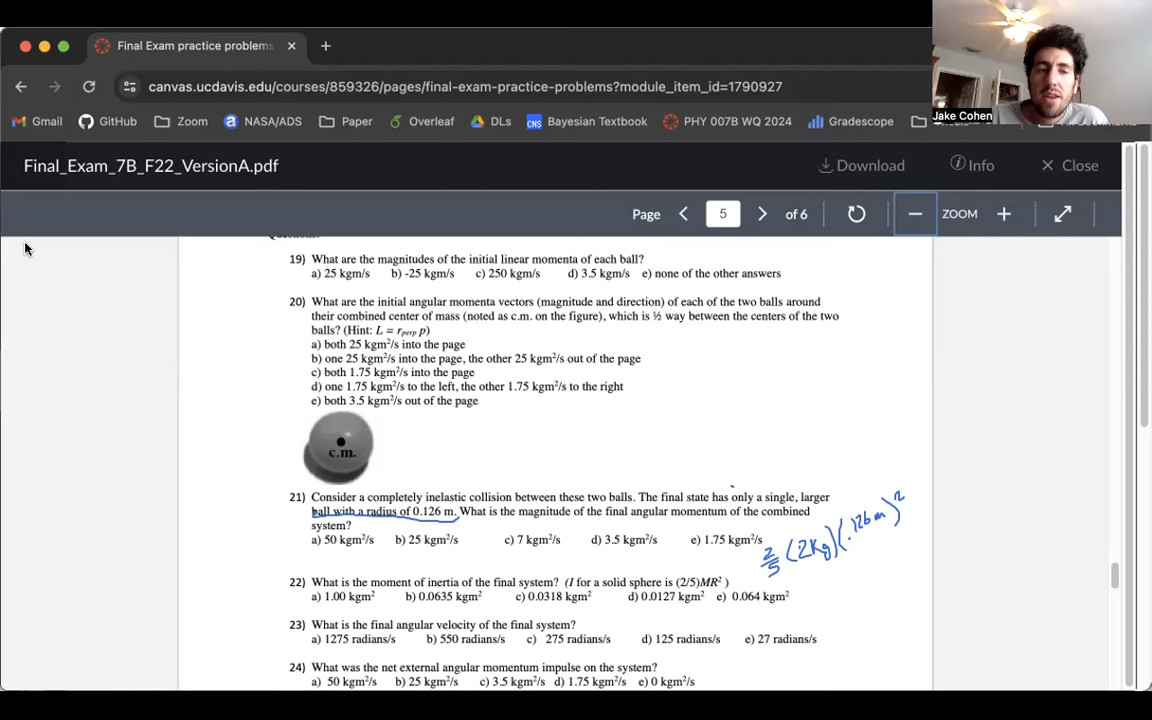 Final Exam practice problems
canvas.ucdavis.edu/courses/859326/pages/final-exam-practice-problems?module_item_id=1790927
Gmail GitHub Zoom NASA/ADS Paper Overleaf DLs CNS Bayesian Textbook PHY 007B WQ 2024 Gradescope
Jake Cohen
Final_Exam_7B_F22_VersionA.pdf Download Info Close
Page 5 of 6 ZOOM
19) What are the magnitudes of the initial linear momenta of each ball?
a) 25 kgm/s b) -25 kgm/s c) 250 kgm/s d) 3.5 kgm/s e) none of the other answers
20) What are the initial angular momenta vectors (magnitude and direction) of each of the two balls around
their combined center of mass (noted as c.m. on the figure), which is ½ way between the centers of the two
balls? (Hint: L = rperp p)
a) both 25 kgm²/s into the page
b) one 25 kgm²/s into the page, the other 25 kgm²/s out of the page
c) both 1.75 kgm²/s into the page
d) one 1.75 kgm²/s to the left, the other 1.75 kgm²/s to the right
e) both 3.5 kgm²/s out of the page
c.m.
21) Consider a completely inelastic collision between these two balls. The final state has only a single, larger
ball with a radius of 0.126 m. What is the magnitude of the final angular momentum of the combined
system?
a) 50 kgm²/s b) 25 kgm²/s c) 7 kgm²/s d) 3.5 kgm²/s e) 1.75 kgm²/s
2/5 (2kg)(.126m)²
22) What is the moment of inertia of the final system? (I for a solid sphere is (2/5)MR² )
a) 1.00 kgm² b) 0.0635 kgm² c) 0.0318 kgm² d) 0.0127 kgm² e) 0.064 kgm²
23) What is the final angular velocity of the final system?
a) 1275 radians/s b) 550 radians/s c) 275 radians/s d) 125 radians/s e) 27 radians/s
24) What was the net external angular momentum impulse on the system?
a) 50 kgm²/s b) 25 kgm²/s c) 3.5 kgm²/s d) 1.75 kgm²/s e) 0 kgm²/s